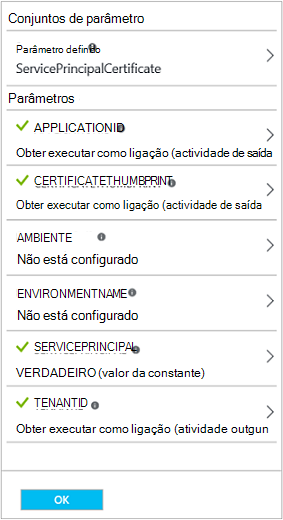 Conjuntos de parâmetro
Parâmetro definido
ServicePrincipalCertificate
Parâmetros
APPLICATIONID
Obter executar como ligação (actividade de saída
CERTIFICATETHUMBPRINT
Obter executar como ligação (actividade de saída
AMBIENTE
Não está configurado
ENVIRONMENTNAME
Não está configurado
SERVICEPRINCIPAL
VERDADEIRO (valor da constante)
TENANTID
Obter executar como ligação (atividade outgun
OK